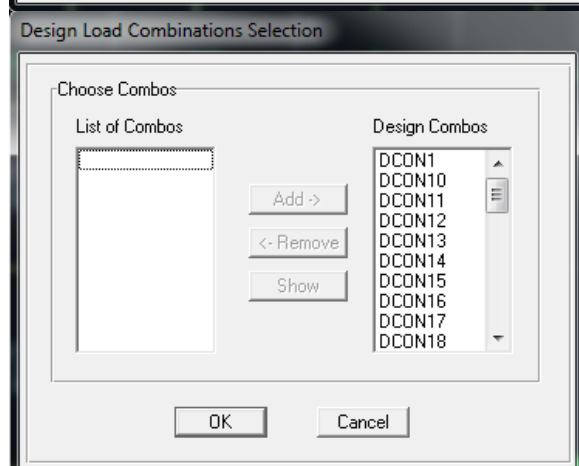 Design Load Combinations Selection
Choose Combos
List of Combos
Design Combos
DCON1
DCON10
DCON11
DCON12
DCON13
DCON14
DCON15
DCON16
DCON17
DCON18
Add ->
<- Remove
Show
OK
Cancel